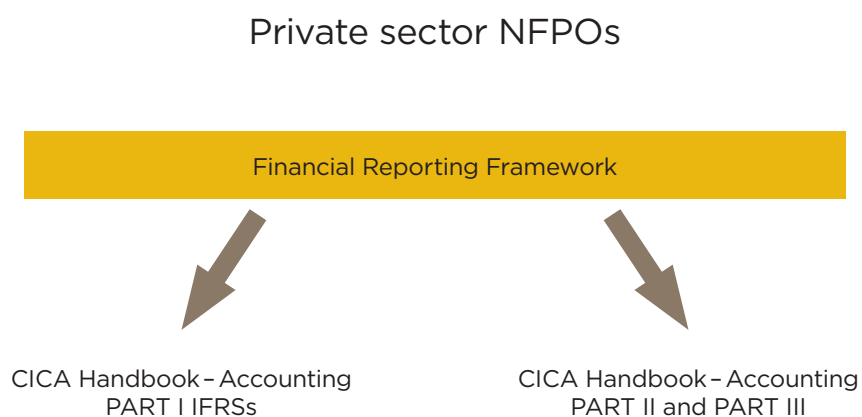 Private sector NFPOs
Financial Reporting Framework
CICA Handbook – Accounting
PART I IFRSs
CICA Handbook – Accounting
PART II and PART III